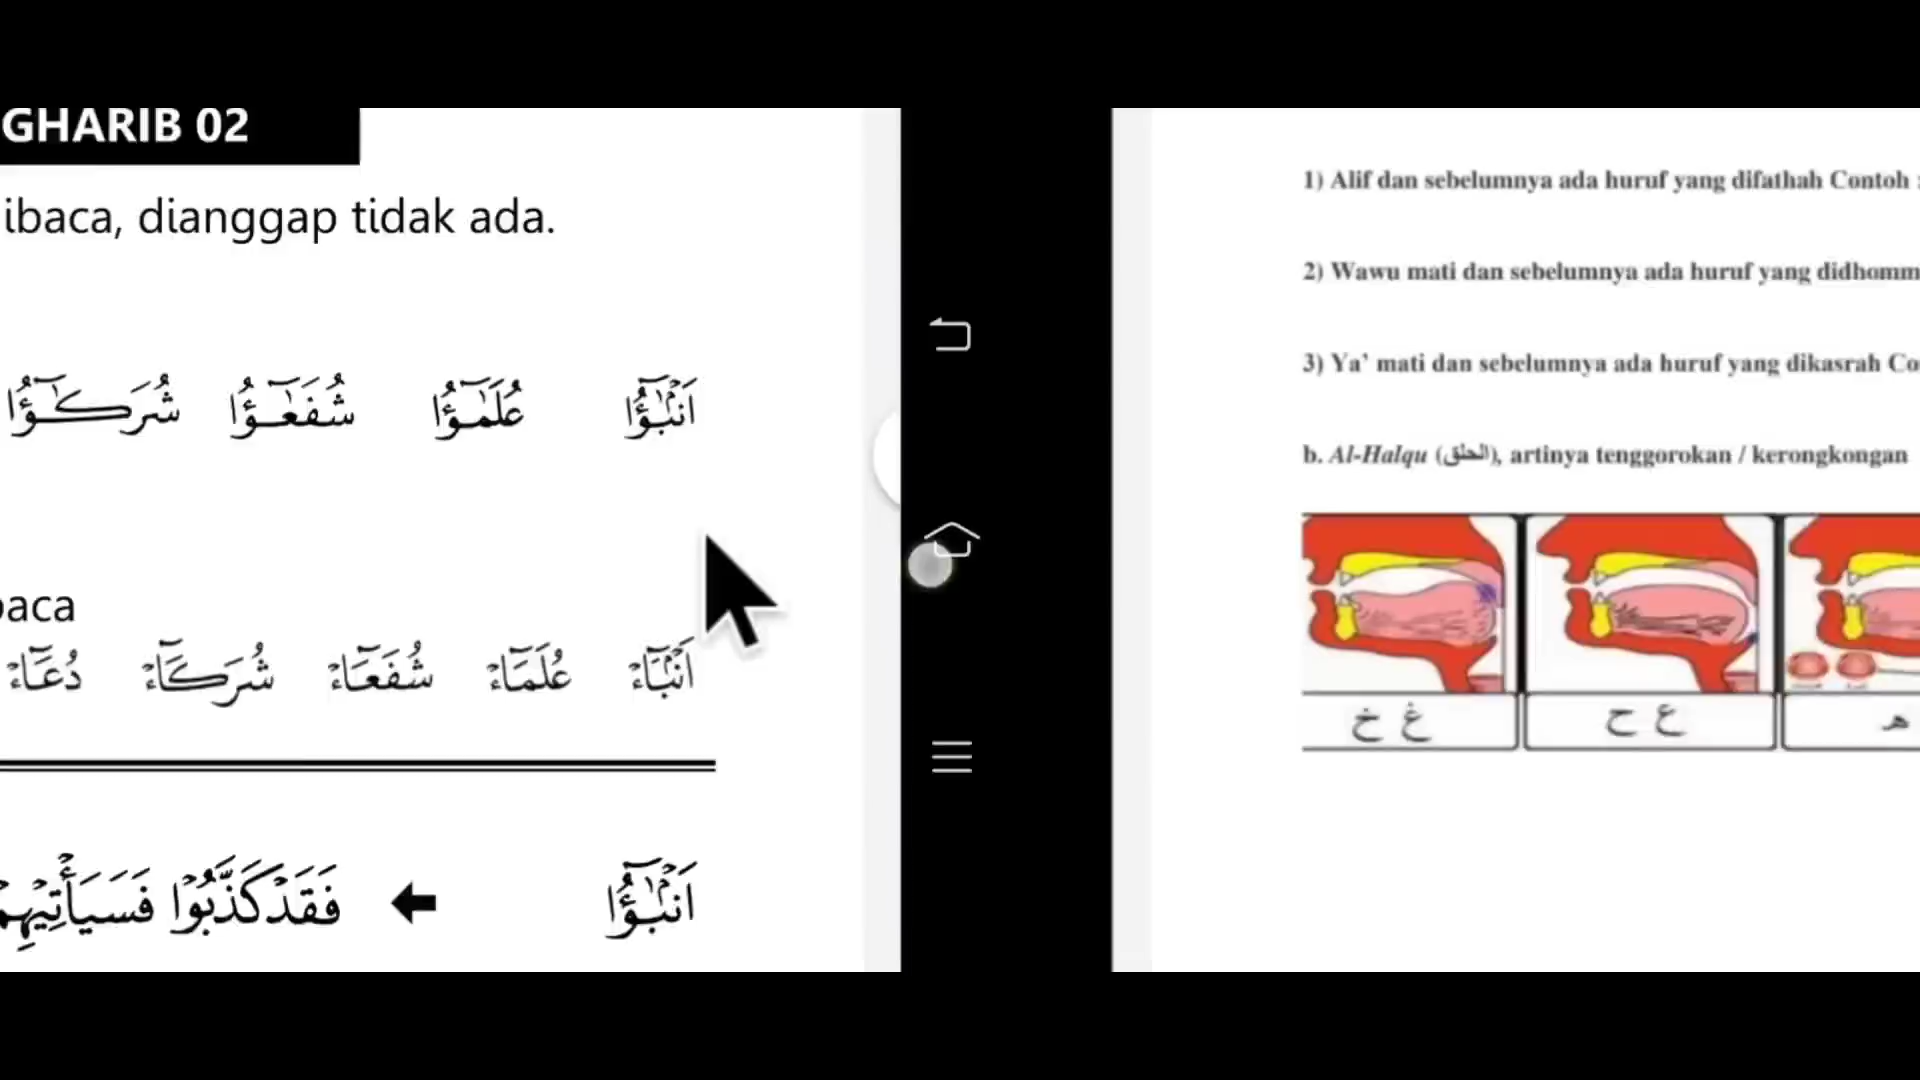 GHARIB 02
ibaca, dianggap tidak ada.
اَنْۢبٰٓؤُا عُلَمٰٓؤُا شُفَعٰٓؤُا شُرَكٰٓؤُا
baca
اَنْۢبَٓاءْ عُلَمَٓاءْ شُفَعَٓاءْ شُرَكَٓاءْ دُعَٓاءْ
اَنْۢبٰٓؤُا ← فَقَدْ كَذَّبُوْا فَسَيَأْتِيْهِمْ
1) Alif dan sebelumnya ada huruf yang difathah Contoh :
2) Wawu mati dan sebelumnya ada huruf yang didhomm
3) Ya' mati dan sebelumnya ada huruf yang dikasrah Co
b. Al-Halqu (الحلق), artinya tenggorokan / kerongkongan
غ خ
ع ح
ه